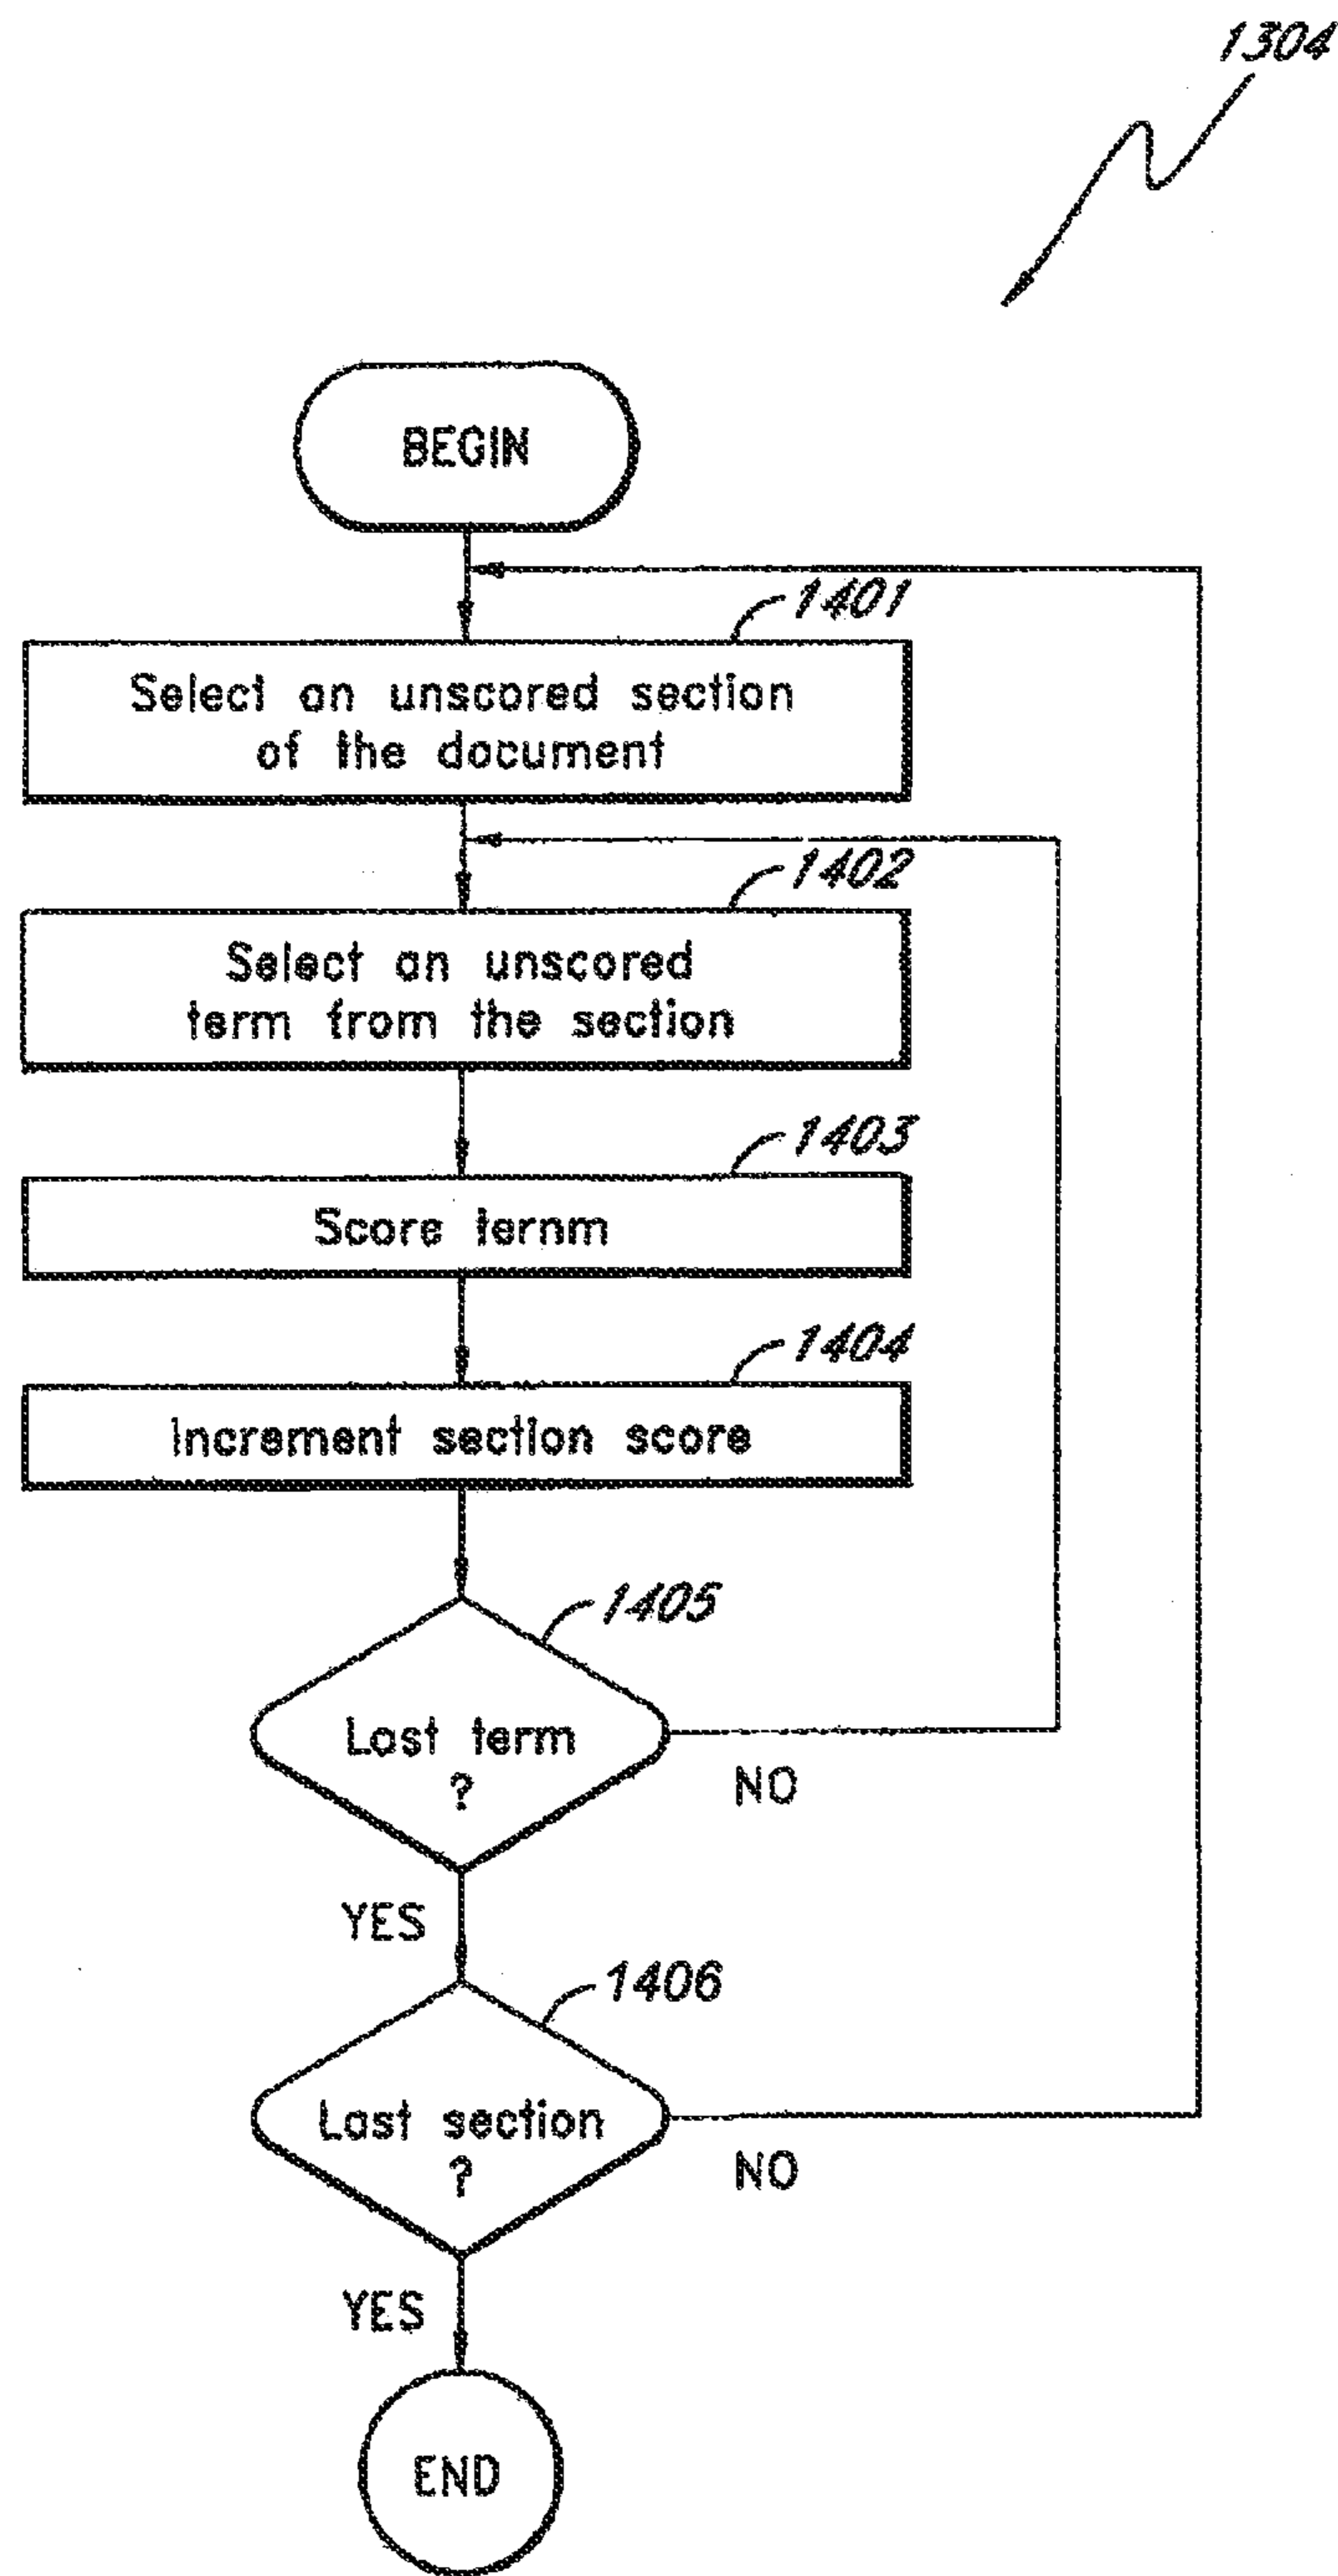 1304
BEGIN
1401
Select an unscored section
of the document
1402
Select an unscored
term from the section
1403
Score ternm
1404
Increment section score
1405
Last term
?
NO
YES
1406
Last section
?
NO
YES
END